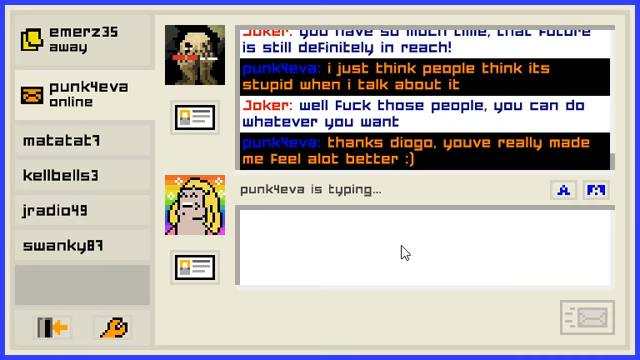 emerz35
away
punk4eva
online
matatat7
kellbells3
jradio49
swanky87
Joker: you have so much time, that future
is still definitely in reach!
punk4eva: i just think people think its
stupid when i talk about it
Joker: well fuck those people, you can do
whatever you want
punk4eva: thanks diogo, youve really made
me feel alot better :)
punk4eva is typing...
A